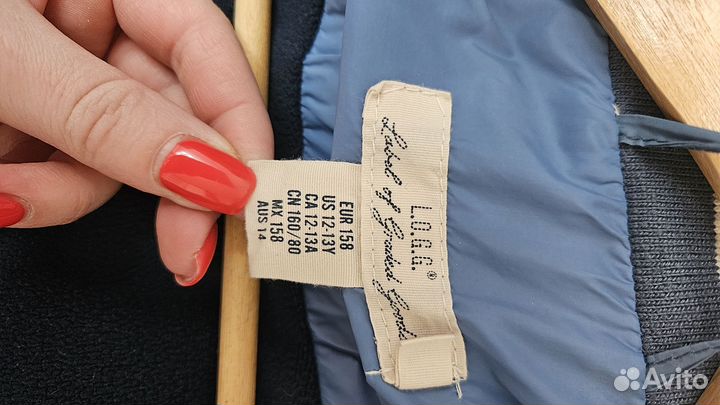 L.O.G.G.®
Label of Graded Goods
EUR 158
US 12-13Y
CA 12-13A
CN 160/80
MX 158
AUS 14
Avito